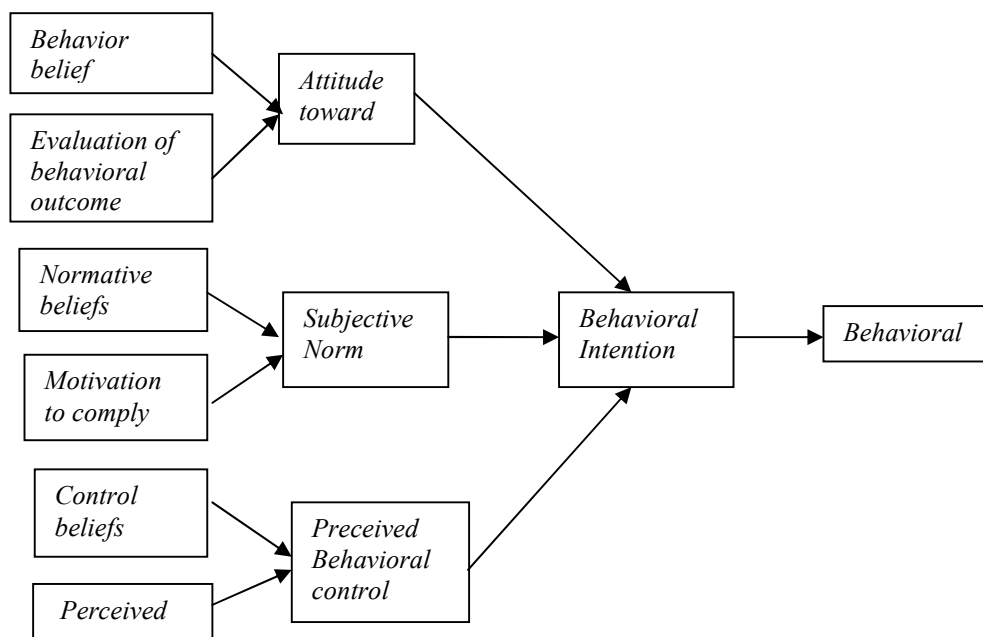 Behavior
belief
Evaluation of
behavioral
outcome
Attitude
toward
Normative
beliefs
Motivation
to comply
Subjective
Norm
Behavioral
Intention
Behavioral
Control
beliefs
Perceived
Preceived
Behavioral
control